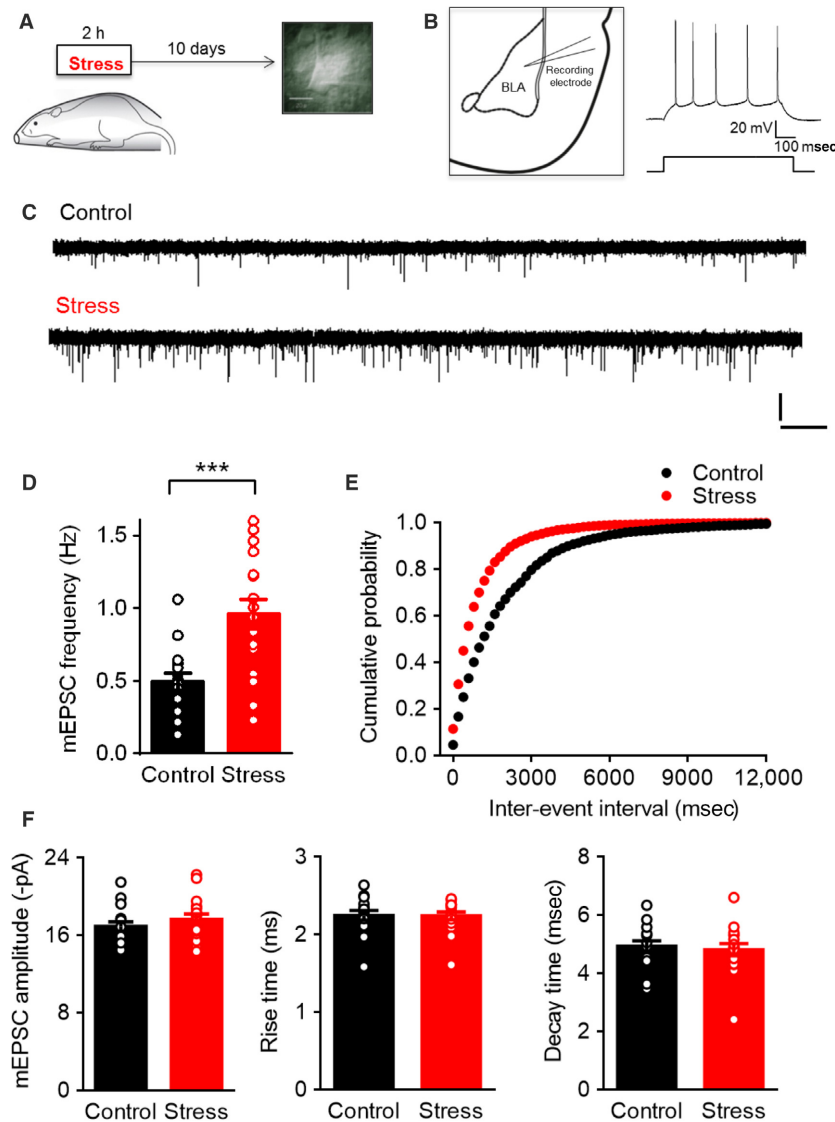 A
2 h
Stress
10 days
B
BLA
Recording
electrode
20 mV
100 msec
C
Control
Stress
D
***
mEPSC frequency (Hz)
1.5
1.0
0.5
0.0
Control Stress
E
Control
Stress
Cumulative probability
1.0
0.8
0.6
0.4
0.2
0.0
0 3000 6000 9000 12,000
Inter-event interval (msec)
F
mEPSC amplitude (-pA)
24
16
8
0
Control Stress
Rise time (ms)
3
2
1
0
Control Stress
Decay time (msec)
8
6
4
2
0
Control Stress